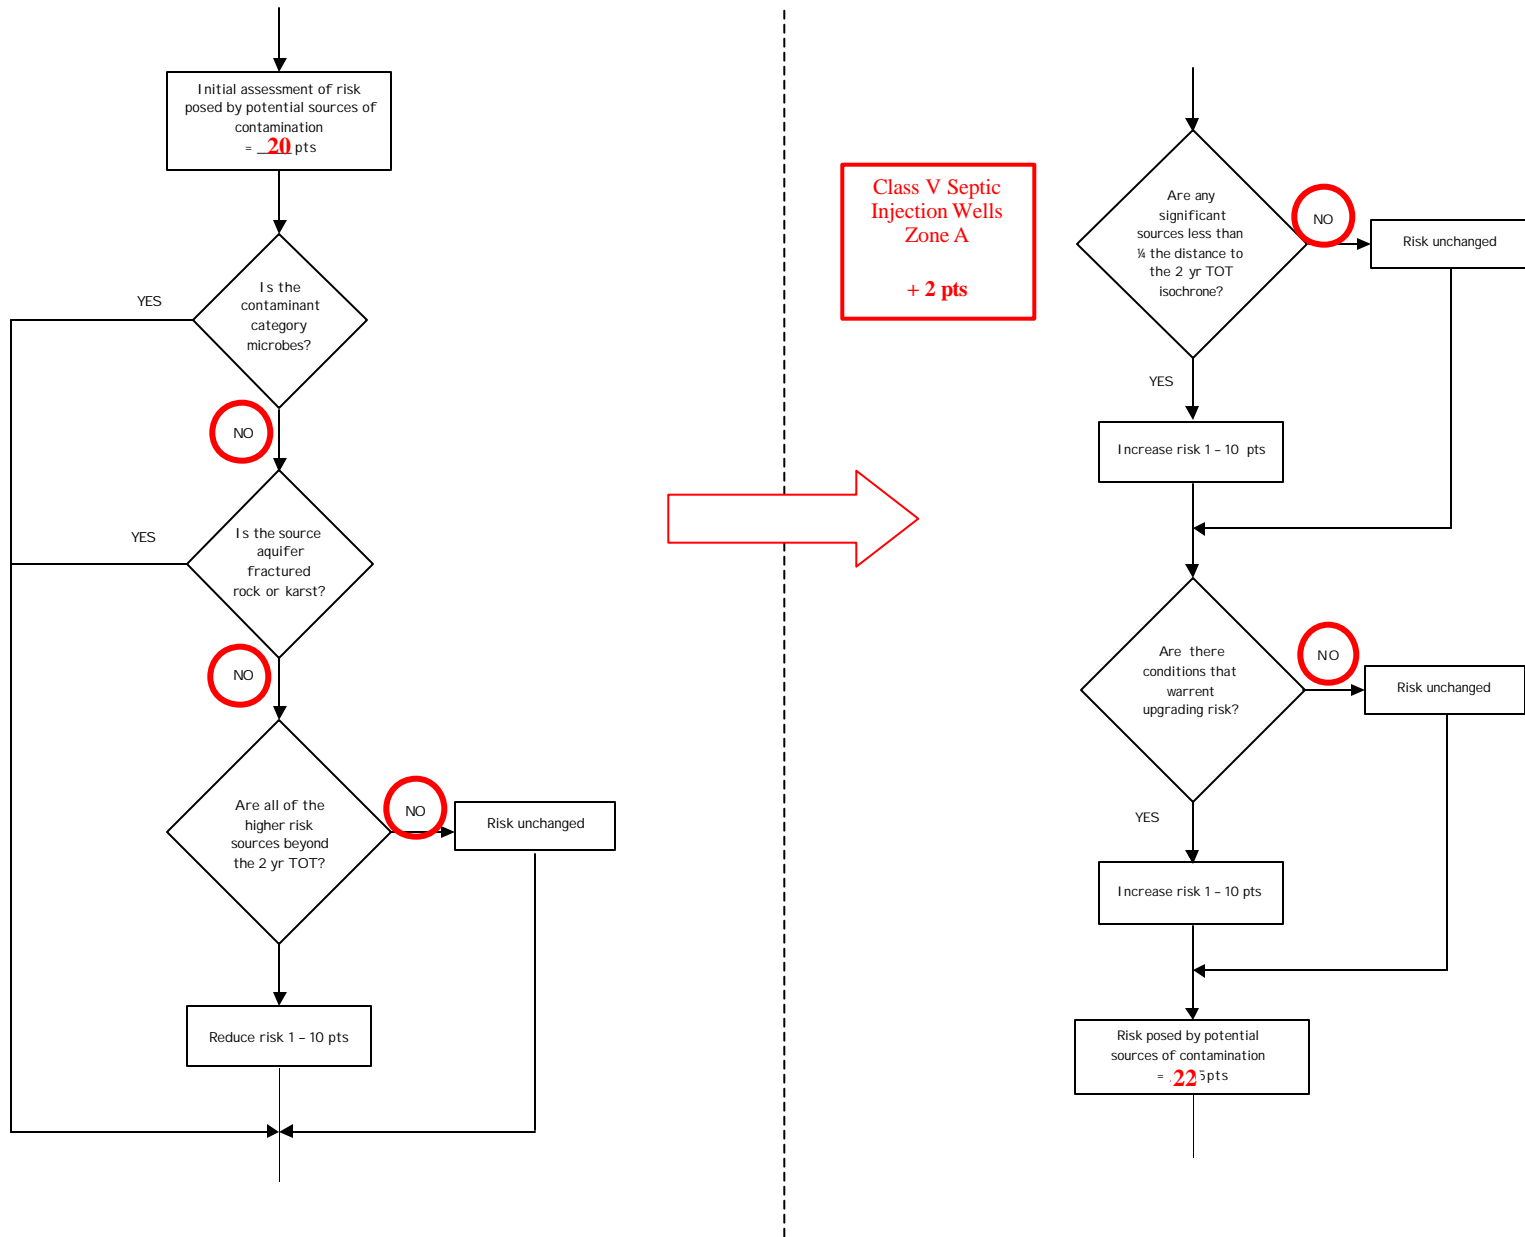 Initial assessment of risk
posed by potential sources of
contamination
= 20 pts
Is the
contaminant
category
microbes?
YES
NO
Is the source
aquifer
fractured
rock or karst?
YES
NO
Are all of the
higher risk
sources beyond
the 2 yr TOT?
NO
Risk unchanged
Reduce risk 1 – 10 pts
Class V Septic
Injection Wells
Zone A
+ 2 pts
Are any
significant
sources less than
¼ the distance to
the 2 yr TOT
isochrone?
NO
Risk unchanged
YES
Increase risk 1 – 10 pts
Are there
conditions that
warrent
upgrading risk?
NO
Risk unchanged
YES
Increase risk 1 – 10 pts
Risk posed by potential
sources of contamination
= 22 pts